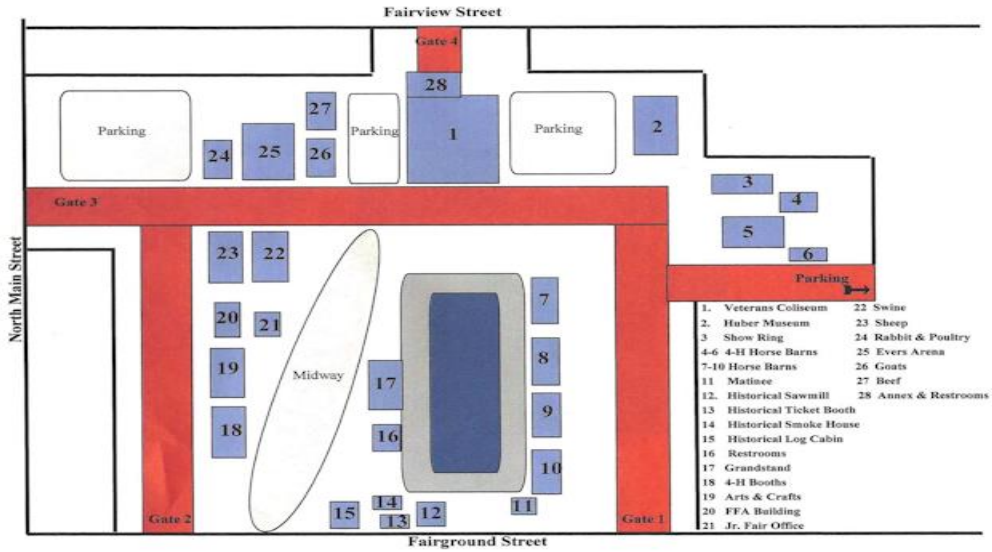 Fairview Street
Gate 4
28
27
Parking
Parking
Parking
1
2
24
25
26
3
4
Gate 3
5
6
23
22
Parking
7
20
21
8
19
Midway
17
9
18
16
10
14
11
15
13
12
Gate 2
Gate 1
Fairground Street
North Main Street
1. Veterans Coliseum
2. Huber Museum
3 Show Ring
4-6 4-H Horse Barns
7-10 Horse Barns
11 Matinee
12. Historical Sawmill
13 Historical Ticket Booth
14 Historical Smoke House
15 Historical Log Cabin
16 Restrooms
17 Grandstand
18 4-H Booths
19 Arts & Crafts
20 FFA Building
21 Jr. Fair Office
22 Swine
23 Sheep
24 Rabbit & Poultry
25 Evers Arena
26 Goats
27 Beef
28 Annex & Restrooms